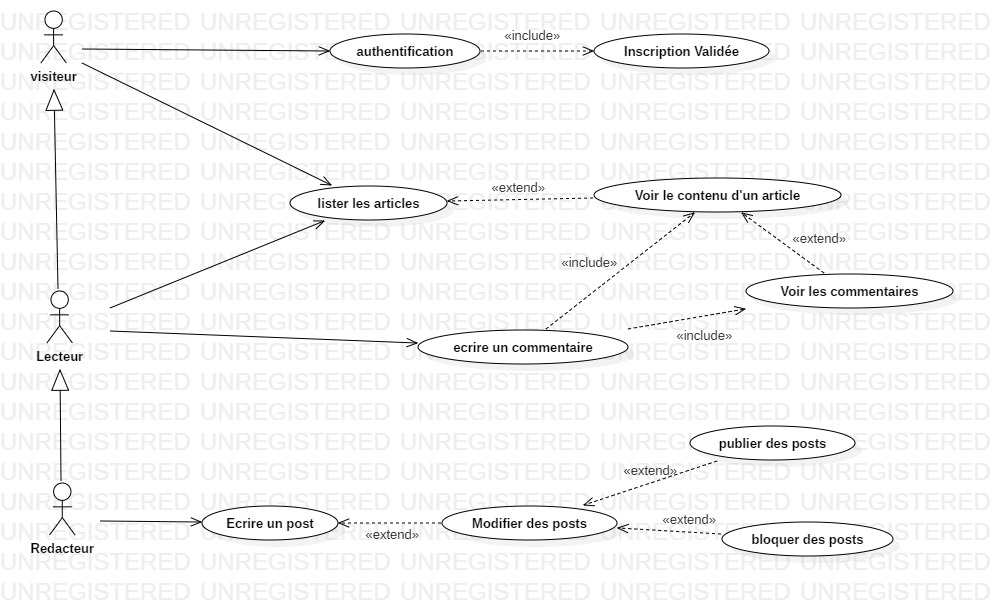 visiteur
authentification
«include»
Inscription Validée
lister les articles
«extend»
Voir le contenu d'un article
«include»
«extend»
Voir les commentaires
Lecteur
ecrire un commentaire
«include»
publier des posts
«extend»
Redacteur
Ecrire un post
«extend»
Modifier des posts
«extend»
bloquer des posts
UNREGISTERED UNREGISTERED UNREGISTERED UNREGISTERED UNREGISTERED